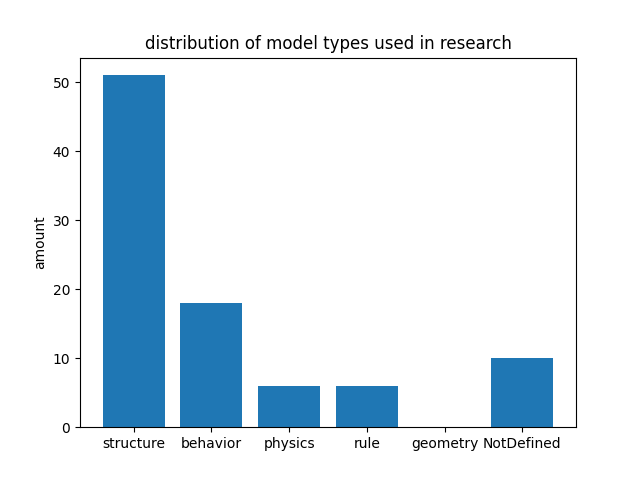 distribution of model types used in research
amount
50
40
30
20
10
0
structure behavior physics rule geometry NotDefined